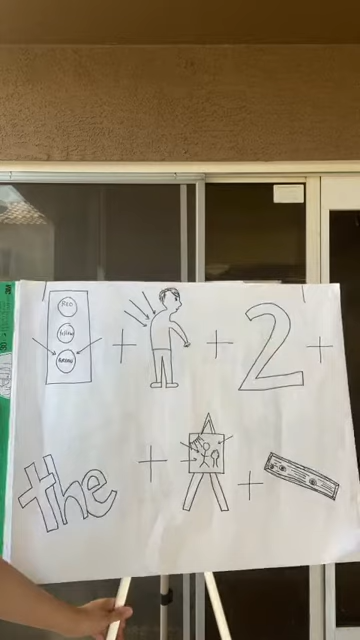 RED
Yellow
Green
+ + 2 +
the + +